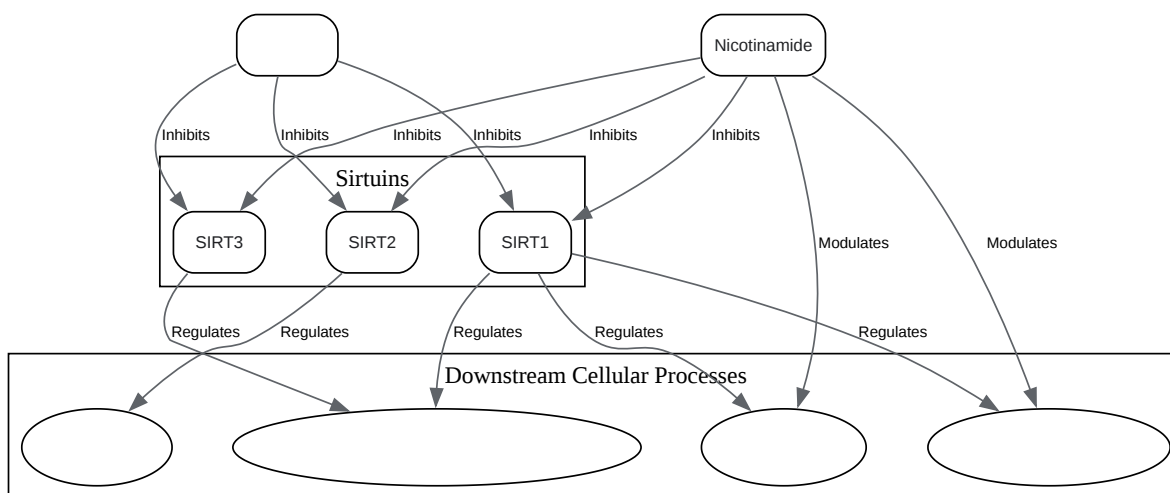 Nicotinamide
Inhibits
Inhibits
Inhibits
Inhibits
Inhibits
Inhibits
Sirtuins
SIRT3
SIRT2
SIRT1
Modulates
Modulates
Regulates
Regulates
Regulates
Regulates
Regulates
Downstream Cellular Processes